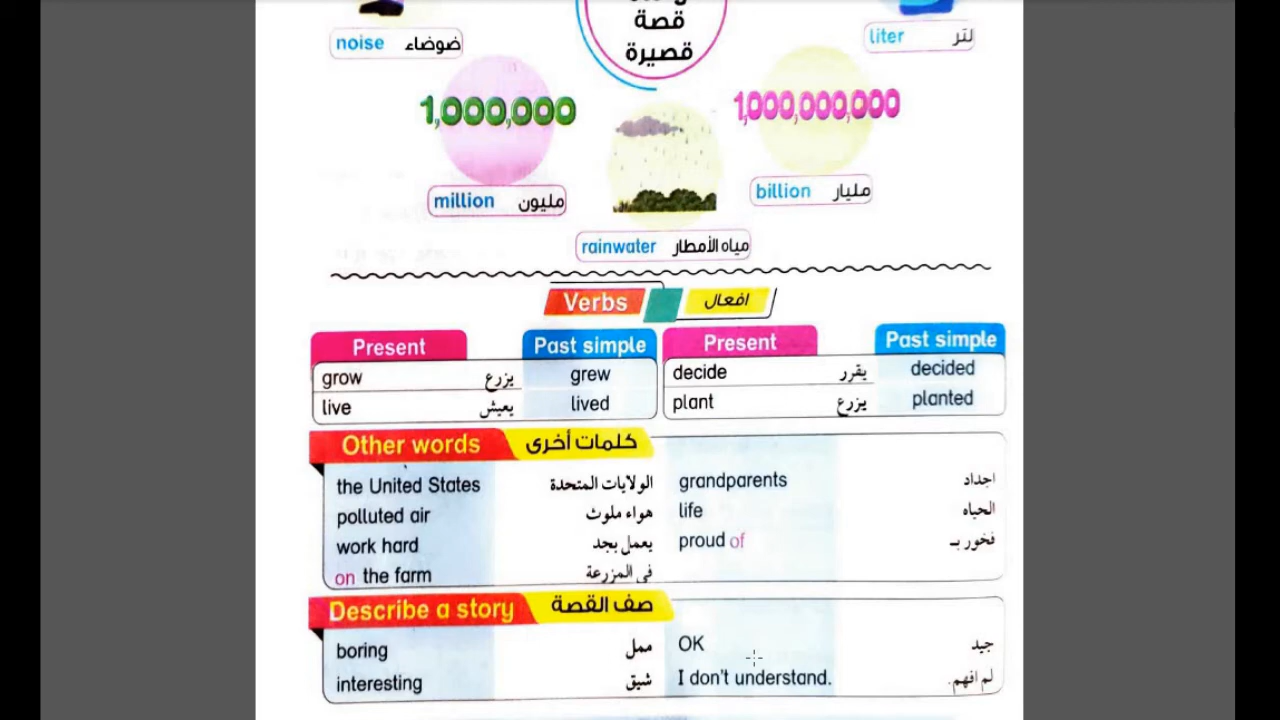 noise ضوضاء
قصة
قصيرة
liter لتر
1,000,000
1,000,000,000
million مليون
billion مليار
rainwater مياه الأمطار
Verbs افعال
Present Past simple Present Past simple
grow يزرع grew decide يقرر decided
live يعيش lived plant يزرع planted
Other words كلمات أخرى
the United States الولايات المتحدة grandparents اجداد
polluted air هواء ملوث life الحياه
work hard يعمل بجد proud of فخور بـ
on the farm في المزرعة
Describe a story صف القصة
boring ممل OK جيد
interesting شيق I don't understand. لم افهم.